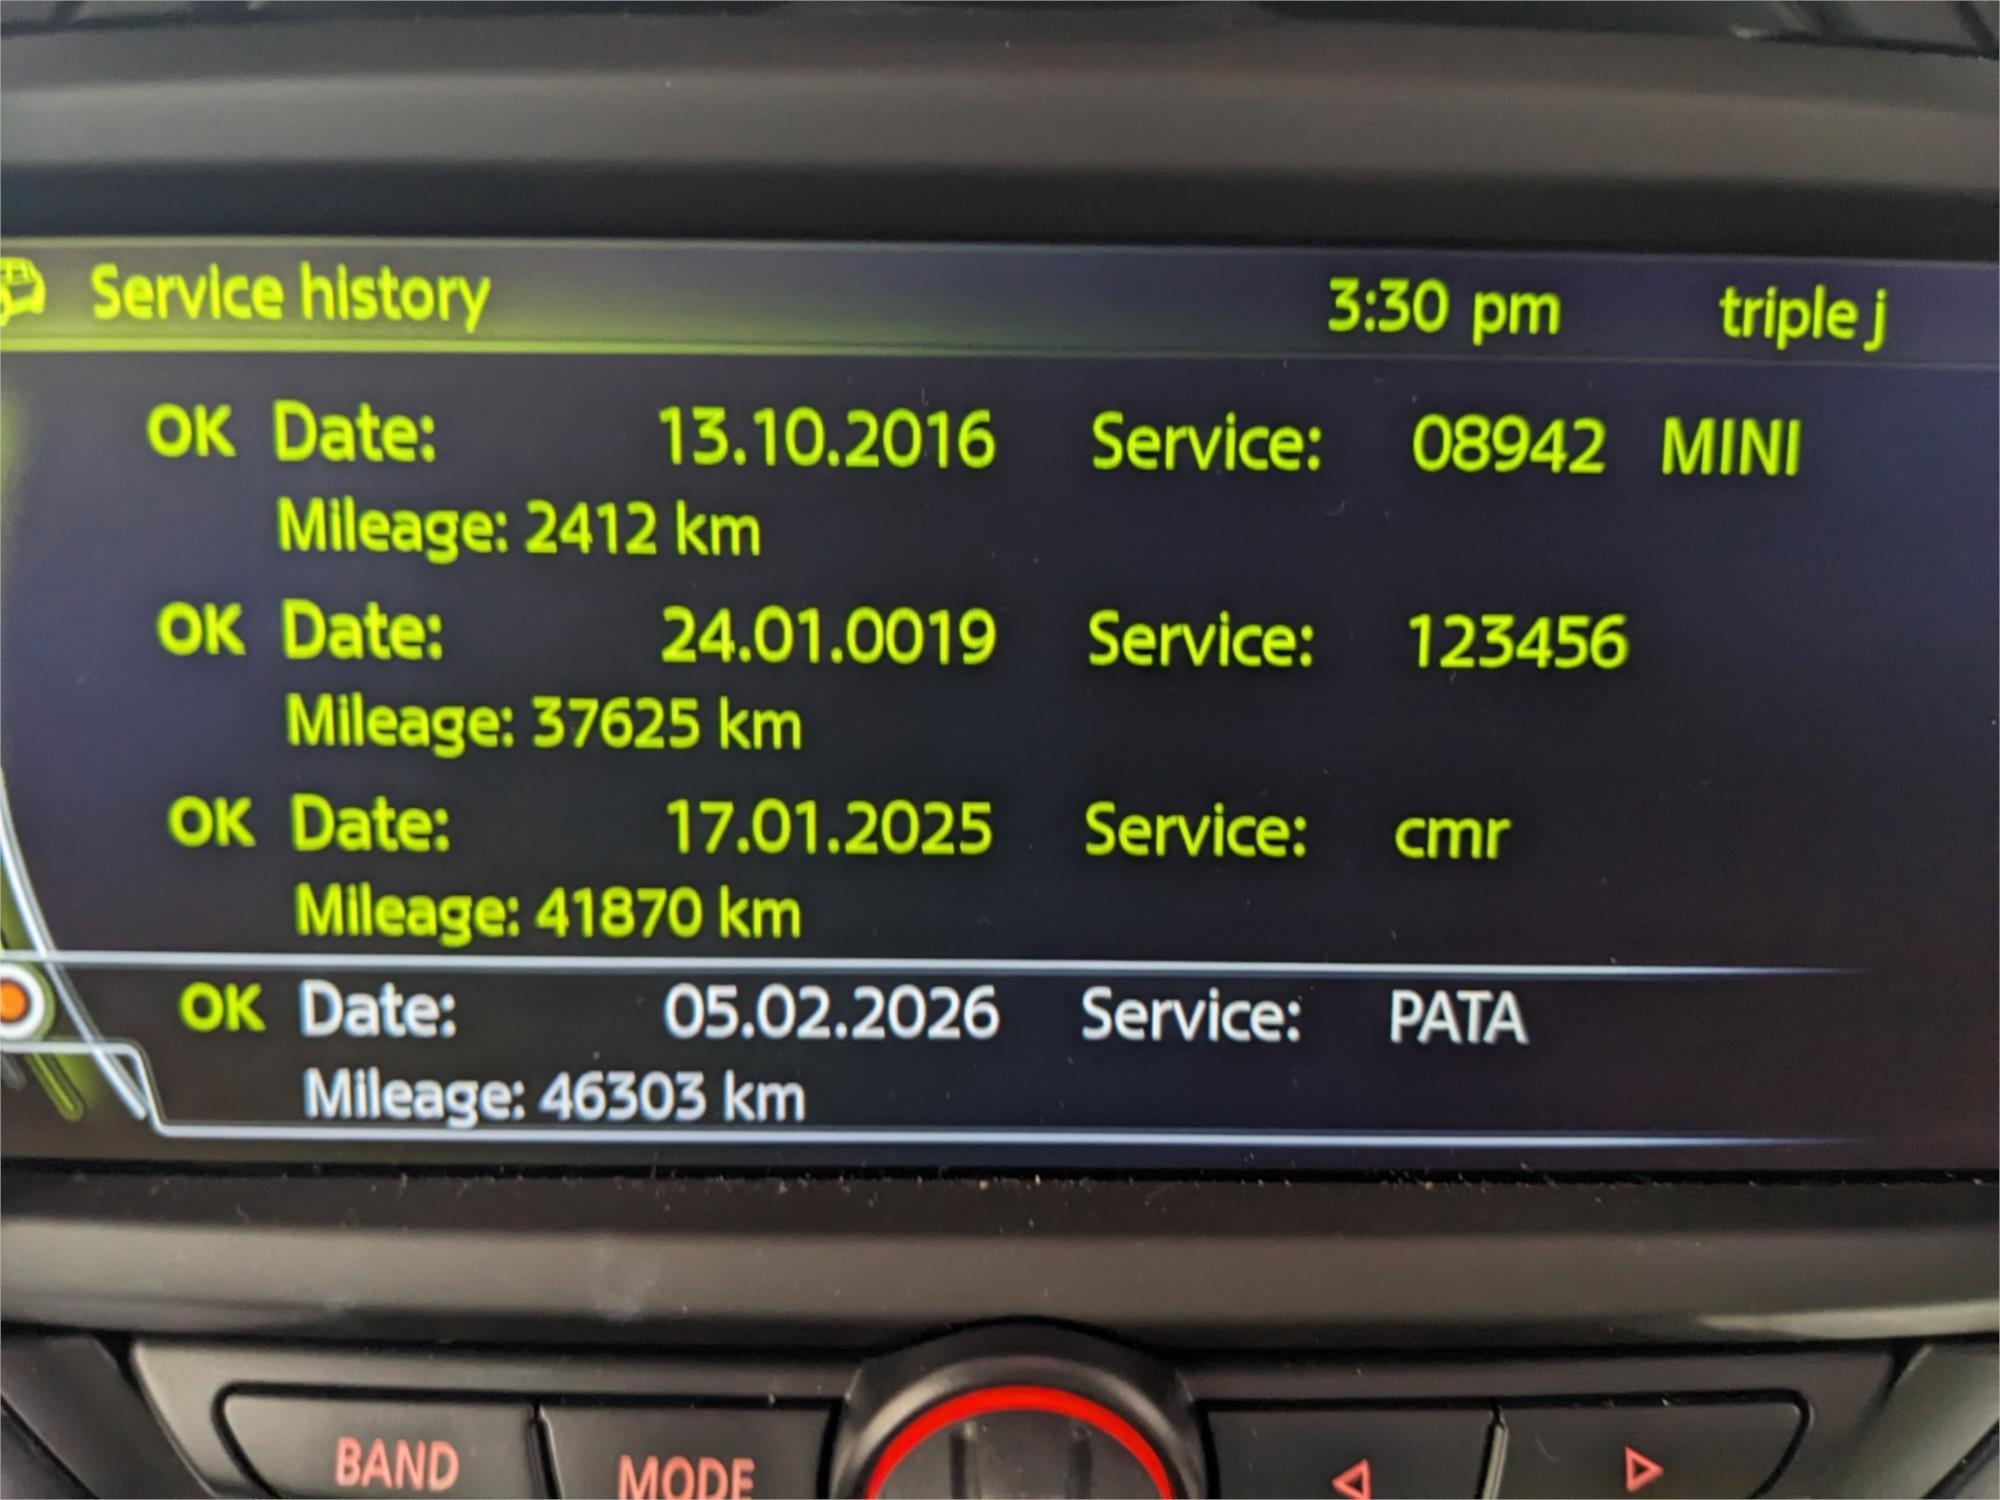 Service history 3:30 pm triple j
OK Date: 13.10.2016 Service: 08942 MINI
Mileage: 2412 km
OK Date: 24.01.0019 Service: 123456
Mileage: 37625 km
OK Date: 17.01.2025 Service: cmr
Mileage: 41870 km
OK Date: 05.02.2026 Service: PATA
Mileage: 46303 km
BAND MODE